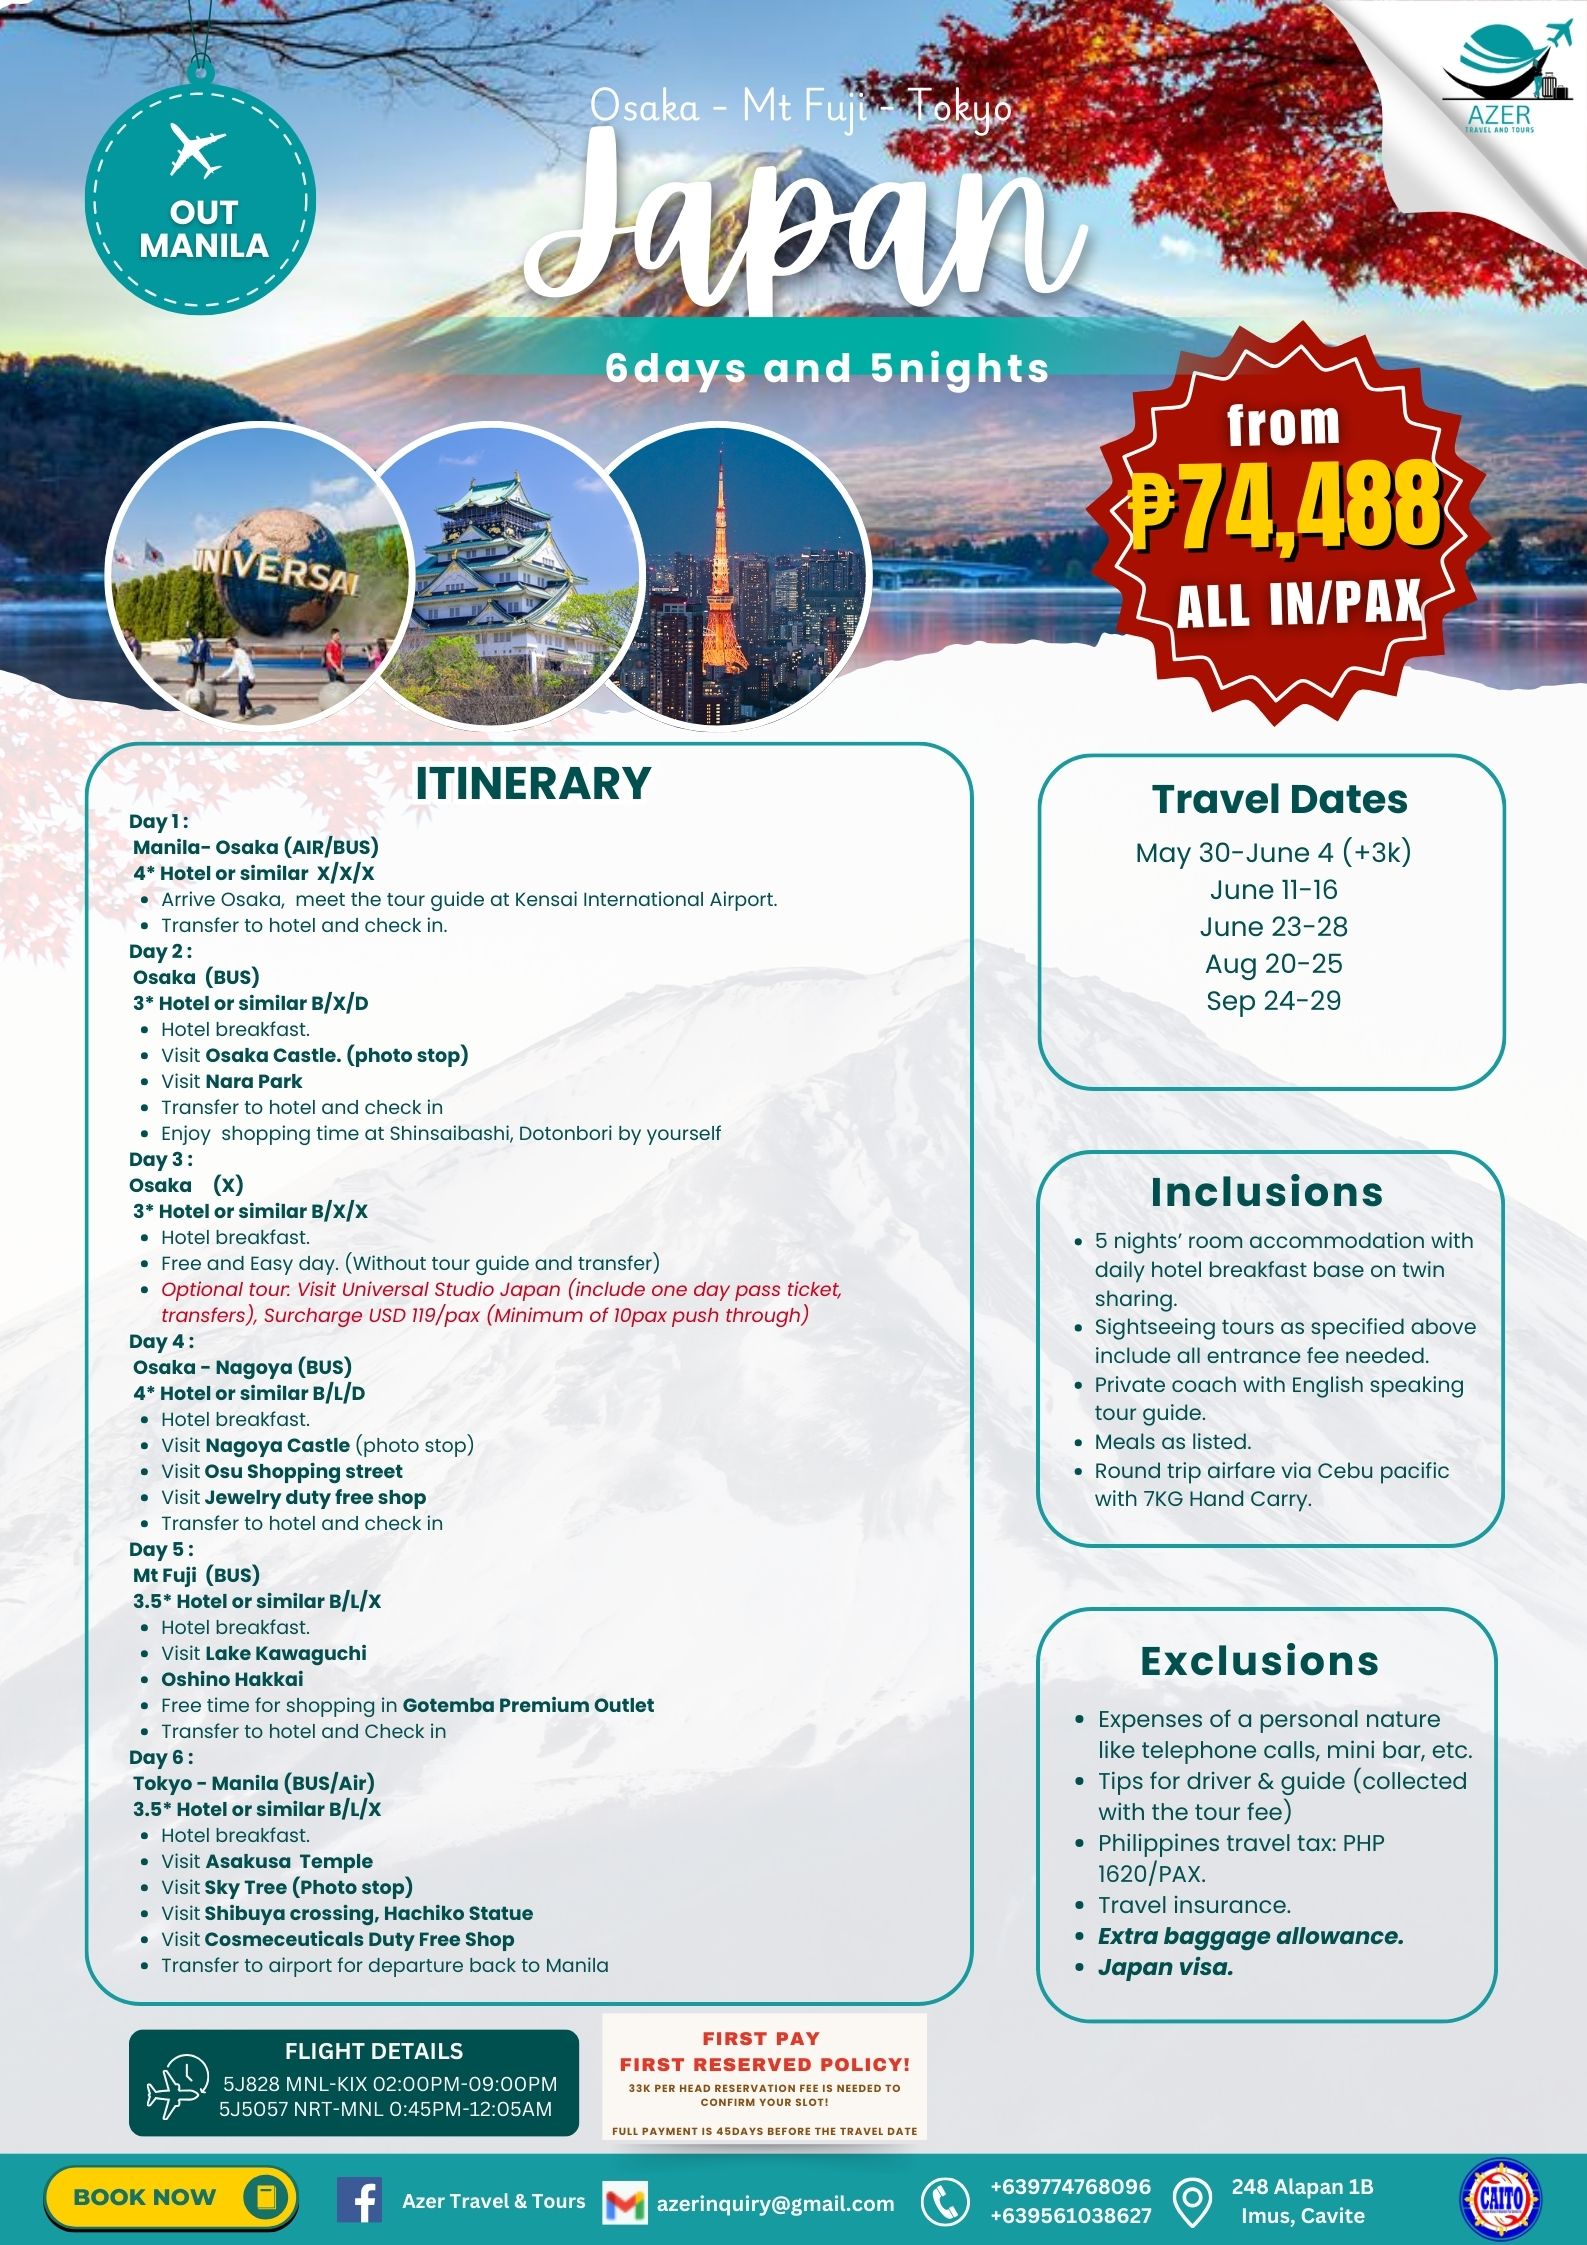 AZER
TRAVEL AND TOURS
OUT
MANILA
Osaka - Mt Fuji - Tokyo
Japan
6days and 5nights
from
₱74,488
ALL IN/PAX
UNIVERSAL
ITINERARY
Day 1 :
Manila- Osaka (AIR/BUS)
4* Hotel or similar X/X/X
• Arrive Osaka, meet the tour guide at Kensai International Airport.
• Transfer to hotel and check in.
Day 2 :
Osaka (BUS)
3* Hotel or similar B/X/D
• Hotel breakfast.
• Visit Osaka Castle. (photo stop)
• Visit Nara Park
• Transfer to hotel and check in
• Enjoy shopping time at Shinsaibashi, Dotonbori by yourself
Day 3 :
Osaka (X)
3* Hotel or similar B/X/X
• Hotel breakfast.
• Free and Easy day. (Without tour guide and transfer)
• Optional tour: Visit Universal Studio Japan (include one day pass ticket,
transfers), Surcharge USD 119/pax (Minimum of 10pax push through)
Day 4 :
Osaka - Nagoya (BUS)
4* Hotel or similar B/L/D
• Hotel breakfast.
• Visit Nagoya Castle (photo stop)
• Visit Osu Shopping street
• Visit Jewelry duty free shop
• Transfer to hotel and check in
Day 5 :
Mt Fuji (BUS)
3.5* Hotel or similar B/L/X
• Hotel breakfast.
• Visit Lake Kawaguchi
• Oshino Hakkai
• Free time for shopping in Gotemba Premium Outlet
• Transfer to hotel and Check in
Day 6 :
Tokyo - Manila (BUS/Air)
3.5* Hotel or similar B/L/X
• Hotel breakfast.
• Visit Asakusa Temple
• Visit Sky Tree (Photo stop)
• Visit Shibuya crossing, Hachiko Statue
• Visit Cosmeceuticals Duty Free Shop
• Transfer to airport for departure back to Manila
Travel Dates
May 30-June 4 (+3k)
June 11-16
June 23-28
Aug 20-25
Sep 24-29
Inclusions
• 5 nights’ room accommodation with
daily hotel breakfast base on twin
sharing.
• Sightseeing tours as specified above
include all entrance fee needed.
• Private coach with English speaking
tour guide.
• Meals as listed.
• Round trip airfare via Cebu pacific
with 7KG Hand Carry.
Exclusions
• Expenses of a personal nature
like telephone calls, mini bar, etc.
• Tips for driver & guide (collected
with the tour fee)
• Philippines travel tax: PHP
1620/PAX.
• Travel insurance.
• Extra baggage allowance.
• Japan visa.
FLIGHT DETAILS
5J828 MNL-KIX 02:00PM-09:00PM
5J5057 NRT-MNL 0:45PM-12:05AM
FIRST PAY
FIRST RESERVED POLICY!
33K PER HEAD RESERVATION FEE IS NEEDED TO
CONFIRM YOUR SLOT!
FULL PAYMENT IS 45DAYS BEFORE THE TRAVEL DATE
BOOK NOW
Azer Travel & Tours
azerinquiry@gmail.com
+639774768096
+639561038627
248 Alapan 1B
Imus, Cavite
CAITO